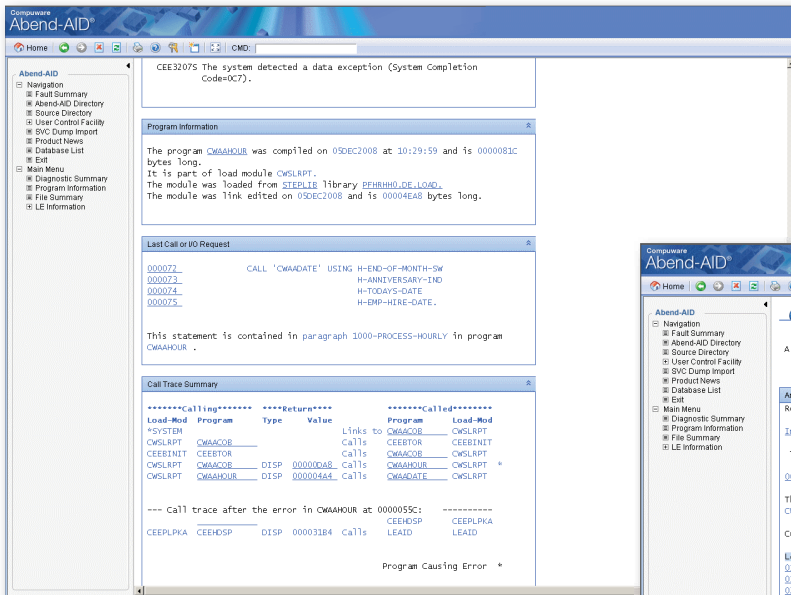 Compuware
Abend-AID®
Home CMD:
Abend-AID
Navigation
Fault Summary
Abend-AID Directory
Source Directory
User Control Facility
SVC Dump Import
Product News
Database List
Exit
Main Menu
Diagnostic Summary
Program Information
File Summary
LE Information
CEE3207S The system detected a data exception (System Completion
Code=0C7).
Program Information
The program CWAAHOUR was compiled on 05DEC2008 at 10:29:59 and is 0000081C
bytes long.
It is part of load module CWSLRPT.
The module was loaded from STEPLIB library PFHRHH0.DE.LOAD.
The module was link edited on 05DEC2008 and is 00004EA8 bytes long.
Last Call or I/O Request
000072 CALL 'CWAADATE' USING H-END-OF-MONTH-SW
000073 H-ANNIVERSARY-IND
000074 H-TODAYS-DATE
000075 H-EMP-HIRE-DATE.
This statement is contained in paragraph 1000-PROCESS-HOURLY in program
CWAAHOUR .
Call Trace Summary
*******Calling******* ****Return**** *******Called********
Load-Mod Program Type Value Program Load-Mod
*SYSTEM Links to CWAACOB CWSLRPT
CWSLRPT CWAACOB Calls CEEBTOR CEEBINIT
CEEBINIT CEEBTOR Calls CWAACOB CWSLRPT
CWSLRPT CWAACOB DISP 00000DA8 Calls CWAAHOUR CWSLRPT *
CWSLRPT CWAAHOUR DISP 000004A4 Calls CWAADATE CWSLRPT
--- Call trace after the error in CWAAHOUR at 0000055C: ----------
CEEHDSP CEEPLPKA
CEEPLPKA CEEHDSP DISP 000031B4 Calls LEAID LEAID
Program Causing Error *
Compuware
Abend-AID®
Home
Abend-AID
Navigation
Fault Summary
Abend-AID Directory
Source Directory
User Control Facility
SVC Dump Import
Product News
Database List
Exit
Main Menu
Diagnostic Summary
Program Information
File Summary
LE Information
A